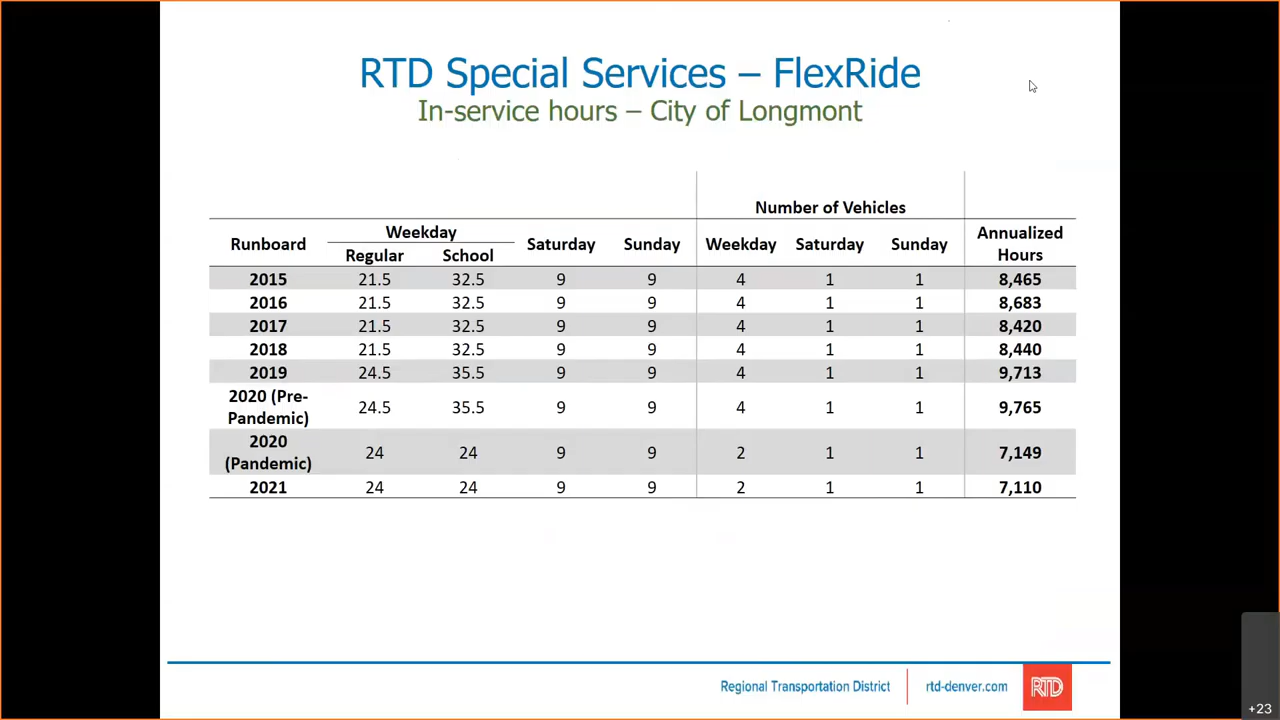 RTD Special Services – FlexRide
In-service hours – City of Longmont
Number of Vehicles
Runboard Weekday Saturday Sunday Weekday Saturday Sunday Annualized Hours
Regular School
2015 21.5 32.5 9 9 4 1 1 8,465
2016 21.5 32.5 9 9 4 1 1 8,683
2017 21.5 32.5 9 9 4 1 1 8,420
2018 21.5 32.5 9 9 4 1 1 8,440
2019 24.5 35.5 9 9 4 1 1 9,713
2020 (Pre-
Pandemic) 24.5 35.5 9 9 4 1 1 9,765
2020
(Pandemic) 24 24 9 9 2 1 1 7,149
2021 24 24 9 9 2 1 1 7,110
Regional Transportation District rtd-denver.com RTD
+23